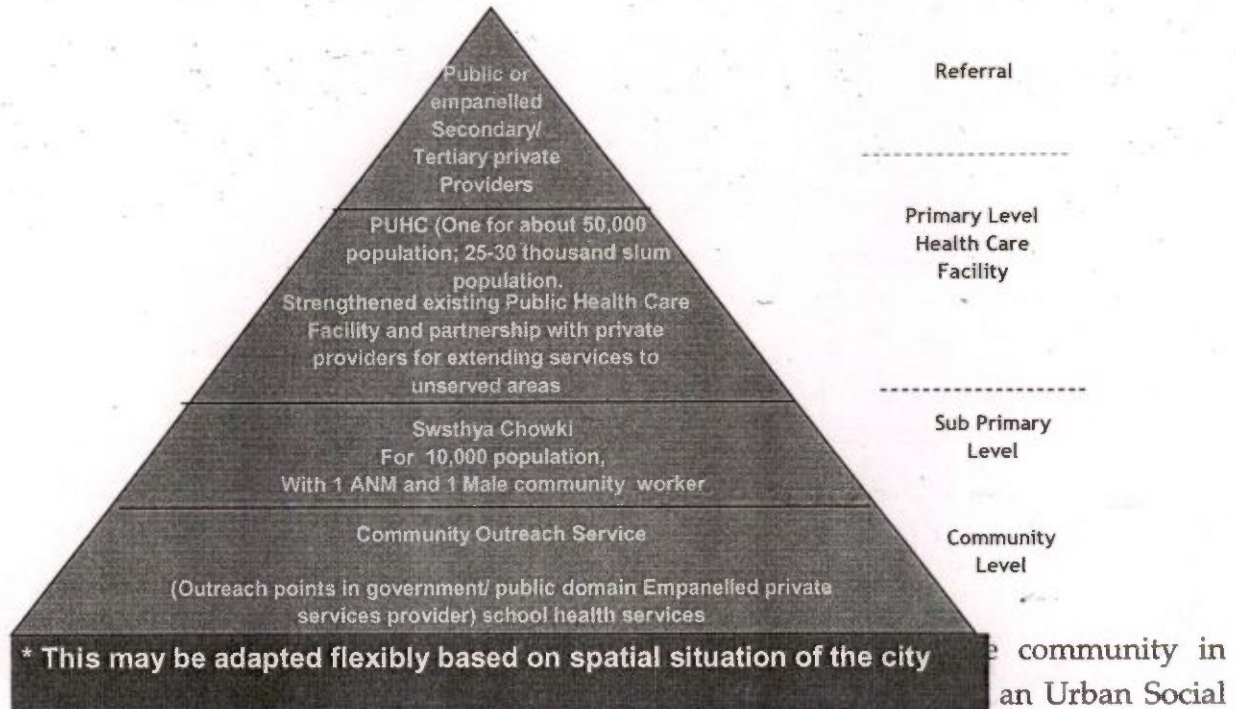 Public or
empanelled
Secondary/
Tertiary private
Providers
Referral
PUHC (One for about 50,000
population; 25-30 thousand slum
population.
Strengthened existing Public Health Care
Facility and partnership with private
providers for extending services to
unserved areas
Primary Level
Health Care
Facility
Swsthya Chowki
For 10,000 population,
With 1 ANM and 1 Male community worker
Sub Primary
Level
Community Outreach Service
(Outreach points in government/ public domain Empanelled private
services provider) school health services
Community
Level
* This may be adapted flexibly based on spatial situation of the city
community in
an Urban Social